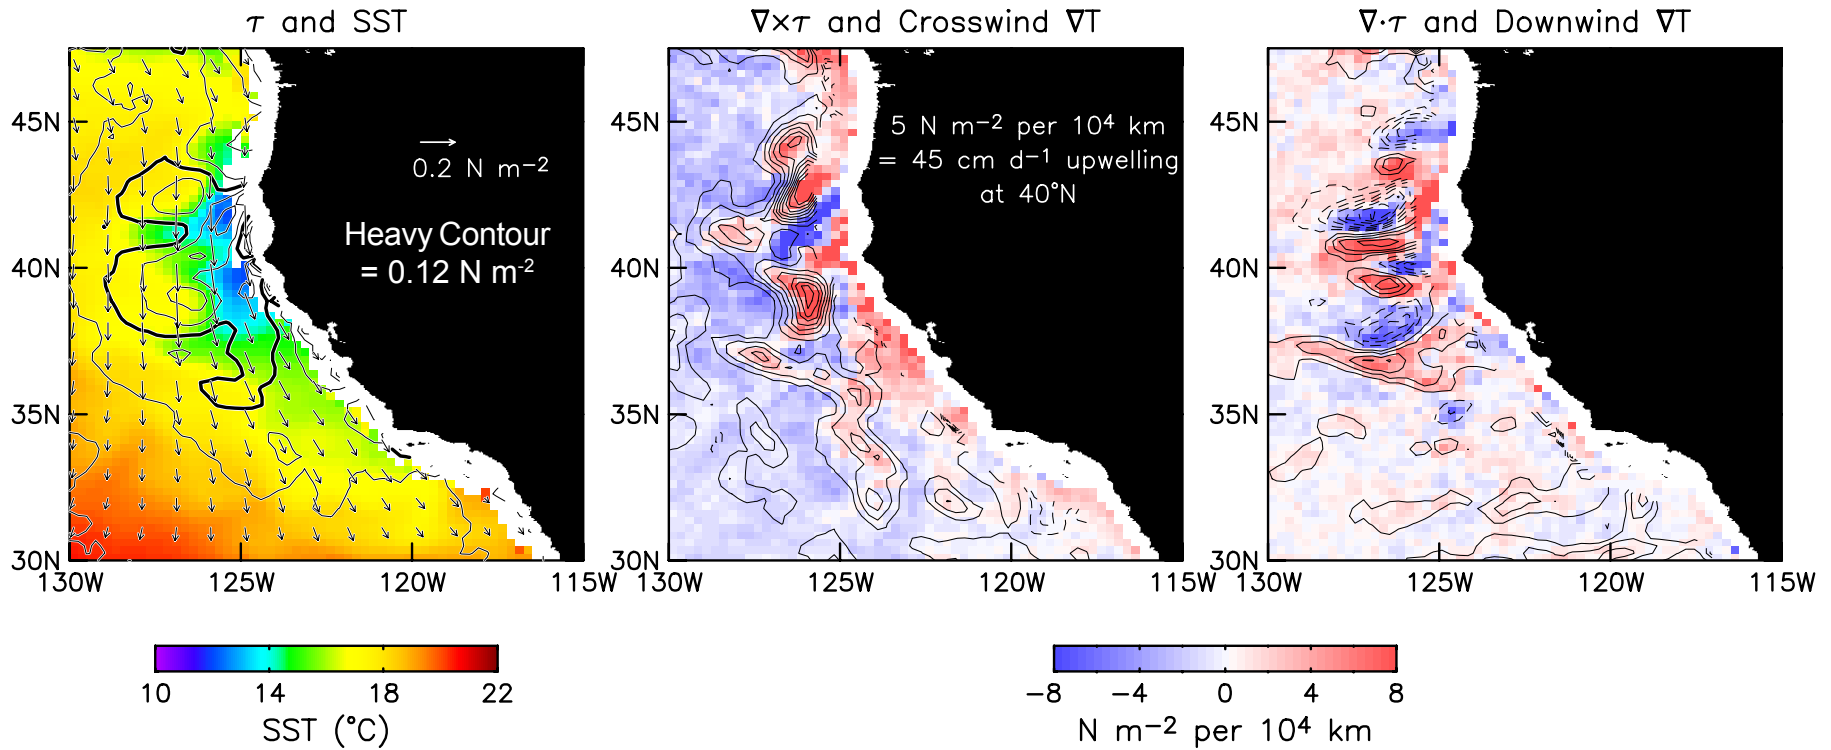 τ and SST
∇×τ and Crosswind ∇T
∇·τ and Downwind ∇T
45N
40N
35N
30N
130W 125W 120W 115W
0.2 N m⁻²
Heavy Contour
= 0.12 N m⁻²
45N
40N
35N
30N
130W 125W 120W 115W
5 N m⁻² per 10⁴ km
= 45 cm d⁻¹ upwelling
at 40°N
45N
40N
35N
30N
130W 125W 120W 115W
10 14 18 22
SST (°C)
−8 −4 0 4 8
N m⁻² per 10⁴ km